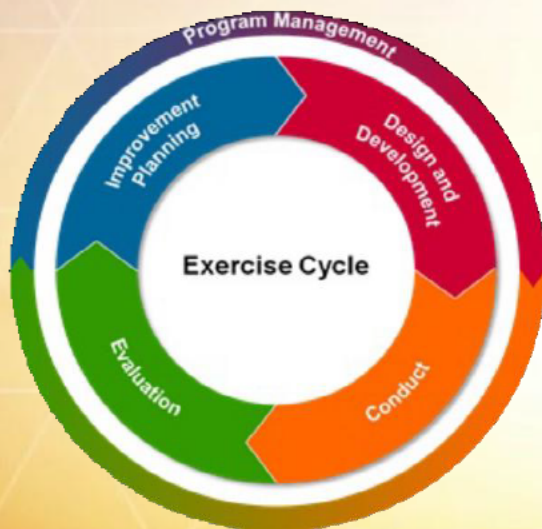 Program Management
Improvement
Planning
Design and
Development
Exercise Cycle
Evaluation
Conduct